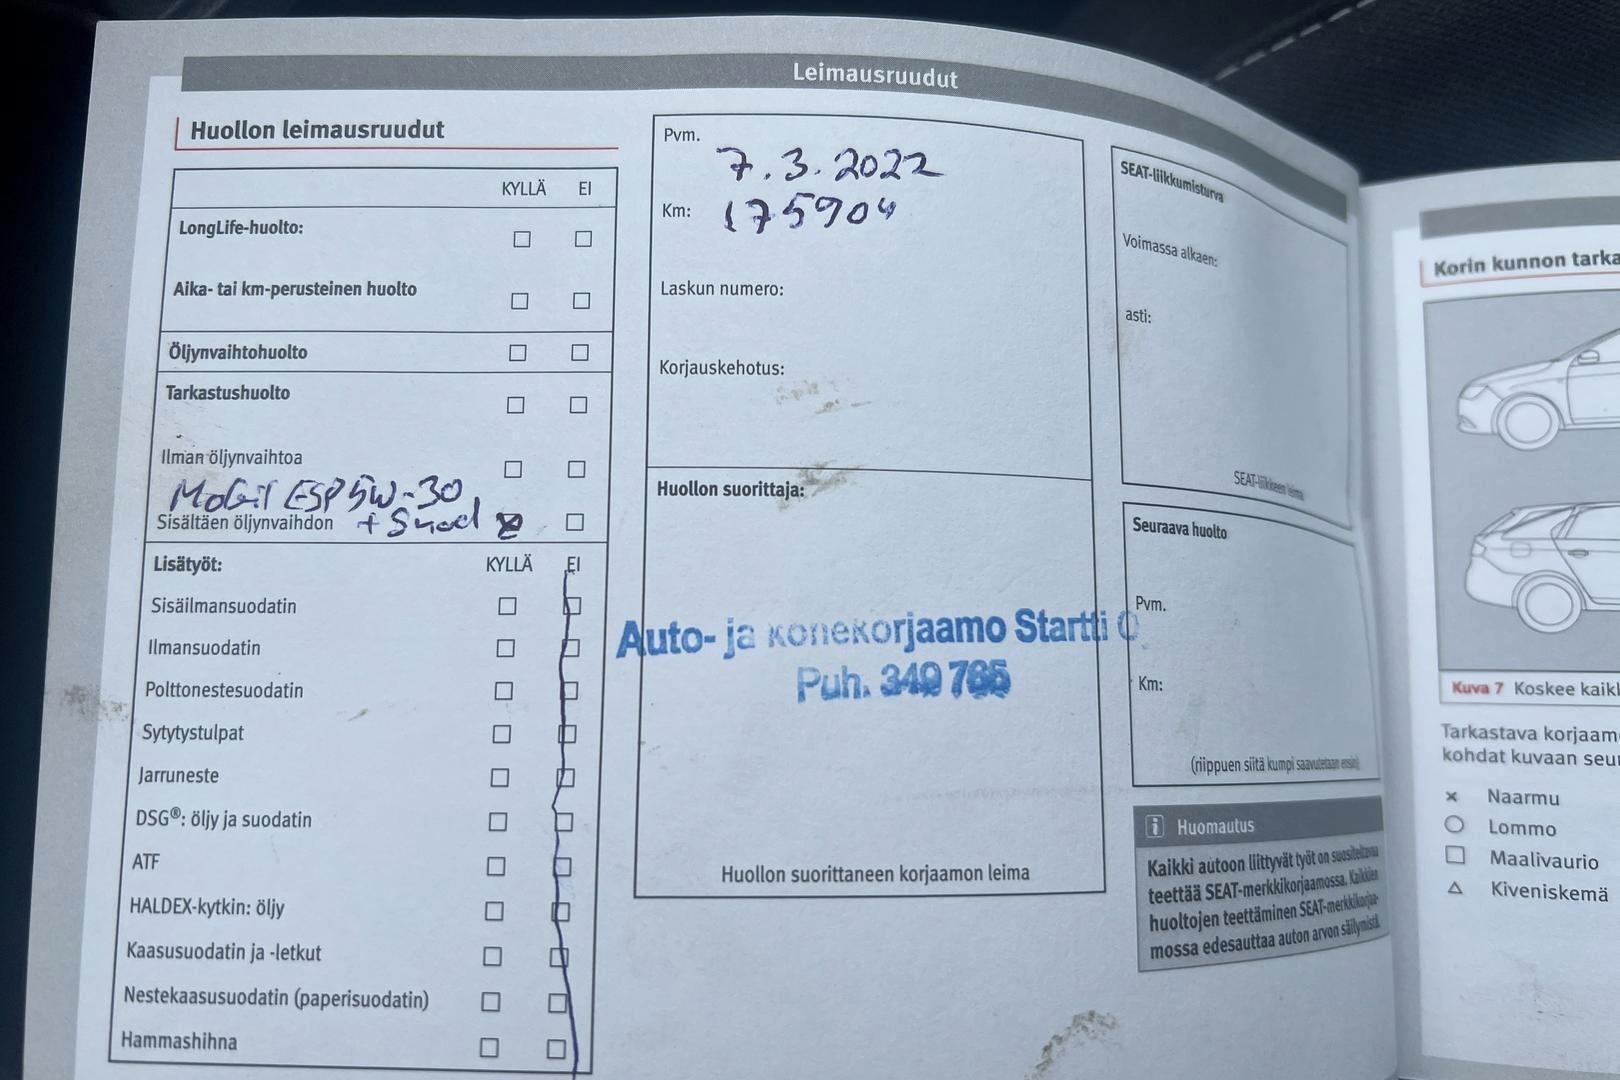 Leimausruudut
Huollon leimausruudut
KYLLÄ EI
LongLife-huolto:
Aika- tai km-perusteinen huolto
Öljynvaihtohuolto
Tarkastushuolto
Ilman öljynvaihtoa
Mobil ESP 5W-30
Sisältäen öljynvaihdon + Suod x
Lisätyöt: KYLLÄ EI
Sisäilmansuodatin
Ilmansuodatin
Polttonestesuodatin
Sytytystulpat
Jarruneste
DSG®: öljy ja suodatin
ATF
HALDEX-kytkin: öljy
Kaasusuodatin ja -letkut
Nestekaasusuodatin (paperisuodatin)
Hammashihna
Pvm.
7.3.2022
Km: 175904
Laskun numero:
Korjauskehotus:
Huollon suorittaja:
Auto- ja konekorjaamo Startti O
Puh. 349 785
Huollon suorittaneen korjaamon leima
SEAT-liikkumisturva
Voimassa alkaen:
asti:
SEAT-liikkeen leima
Seuraava huolto
Pvm.
Km:
(riippuen siitä kumpi saavutetaan ensin)
i Huomautus
Kaikki autoon liittyvät työt on suositeltavaa
teettää SEAT-merkkikorjaamossa. Kaikkien
huoltojen teettäminen SEAT-merkkikorjaa-
mossa edesauttaa auton arvon säilymistä.
Korin kunnon tarka
Kuva 7 Koskee kaikk
Tarkastava korjaam
kohdat kuvaan seu
Naarmu
Lommo
Maalivaurio
Kiveniskemä